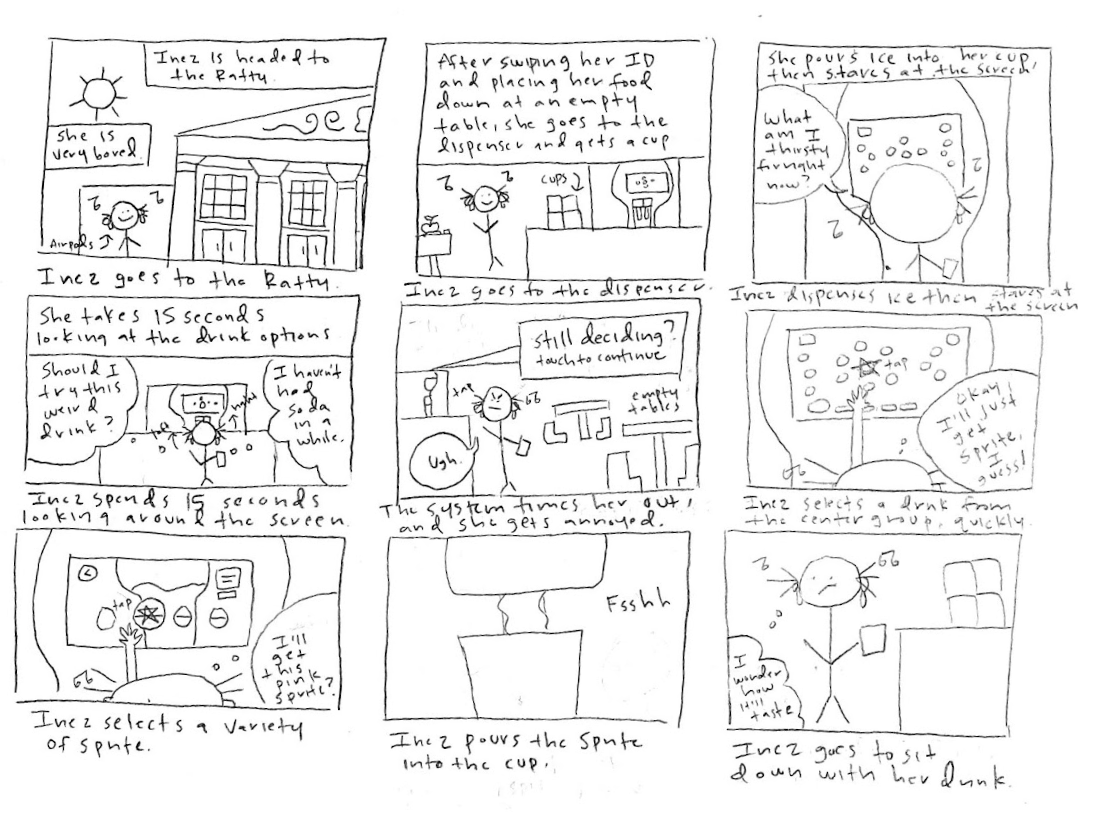 Inez is headed to
the Ratty.
She is
very bored.
Airpods
Inez goes to the Ratty.
After swiping her ID
and placing her food
down at an empty
table, she goes to the
dispenser and gets a cup
CUPS
Inez goes to the dispenser.
She pours ice into her cup,
then stares at the screen,
What
am I
thirsty
for right
now?
Inez dispenses ice then stares at
the screen
She takes 15 seconds
looking at the drink options
Should I
try this
weird
drink?
I haven't
had
soda
in a
while.
Inez spends 15 seconds
looking around the screen.
still deciding?
touch to continue
tap
empty
tables
Ugh.
The system times her out,
and she gets annoyed.
tap
Okay!
I'll just
get
Sprite,
I
guess!
Inez selects a drink from
the center group, quickly.
tap
I'll
get
this
pink
sprite?
Inez selects a variety
of sprite.
Fsshh
Inez pours the Sprite
into the cup.
I
wonder
how
it'll
taste
Inez goes to sit
down with her drink.